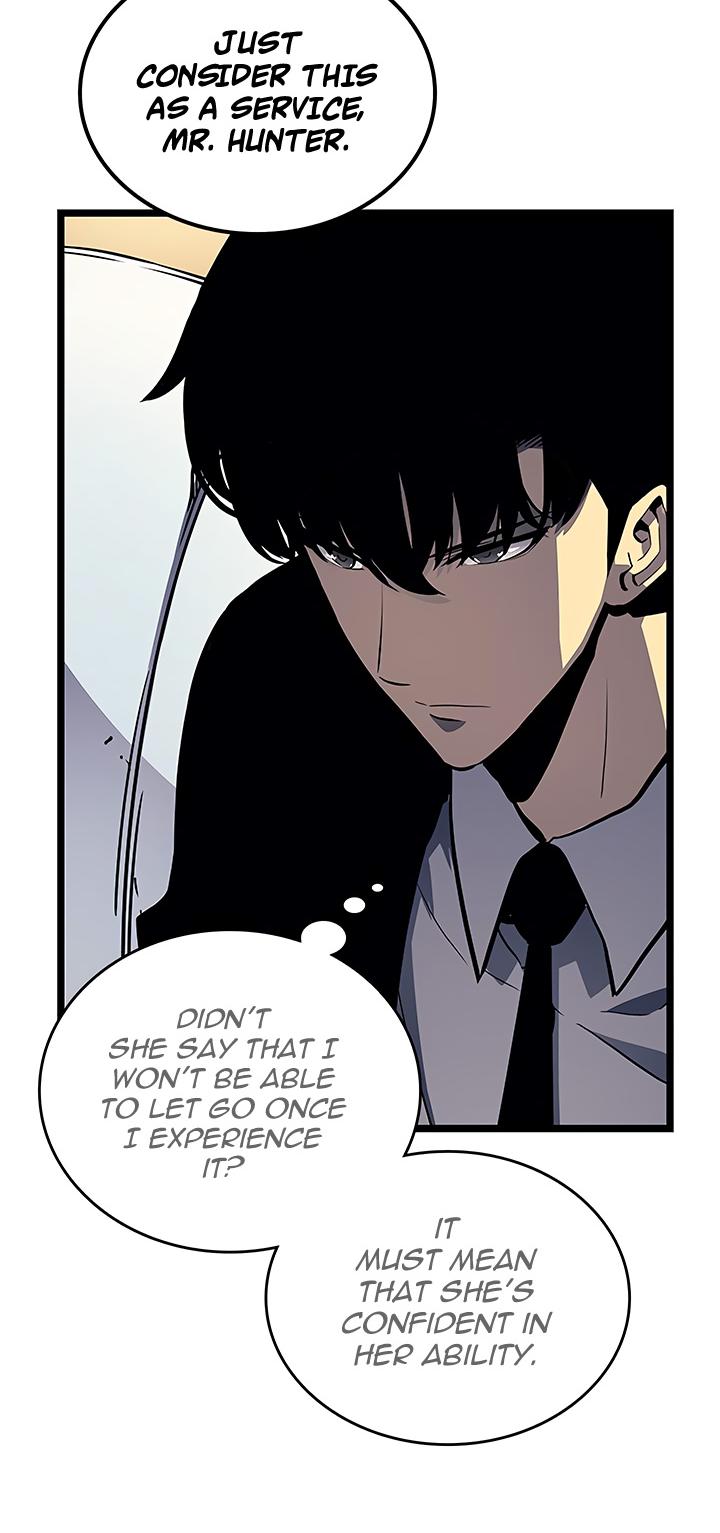 JUST
CONSIDER THIS
AS A SERVICE,
MR. HUNTER.
DIDN'T
SHE SAY THAT I
WON'T BE ABLE
TO LET GO ONCE
I EXPERIENCE
IT?
IT
MUST MEAN
THAT SHE'S
CONFIDENT IN
HER ABILITY.